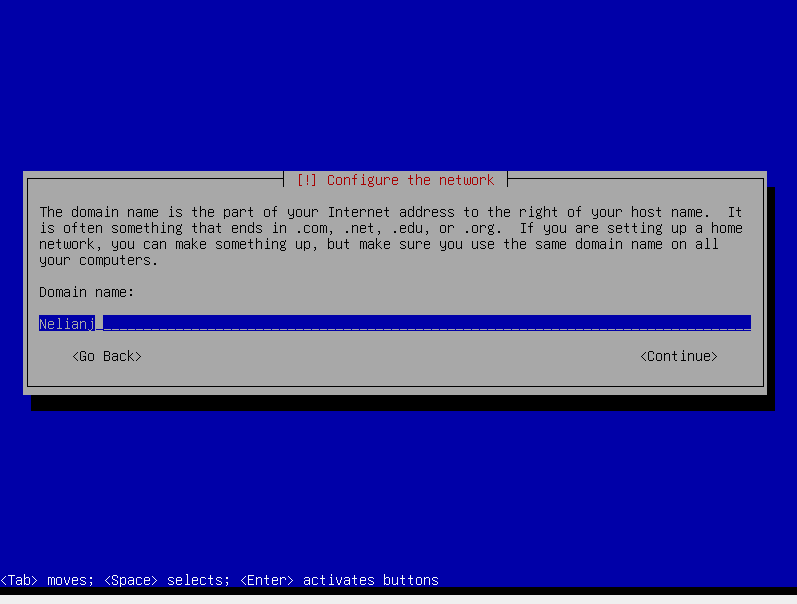 [!] Configure the network
The domain name is the part of your Internet address to the right of your host name.  It
is often something that ends in .com, .net, .edu, or .org.  If you are setting up a home
network, you can make something up, but make sure you use the same domain name on all
your computers.
Domain name:
Nelianj
<Go Back> <Continue>
<Tab> moves; <Space> selects; <Enter> activates buttons